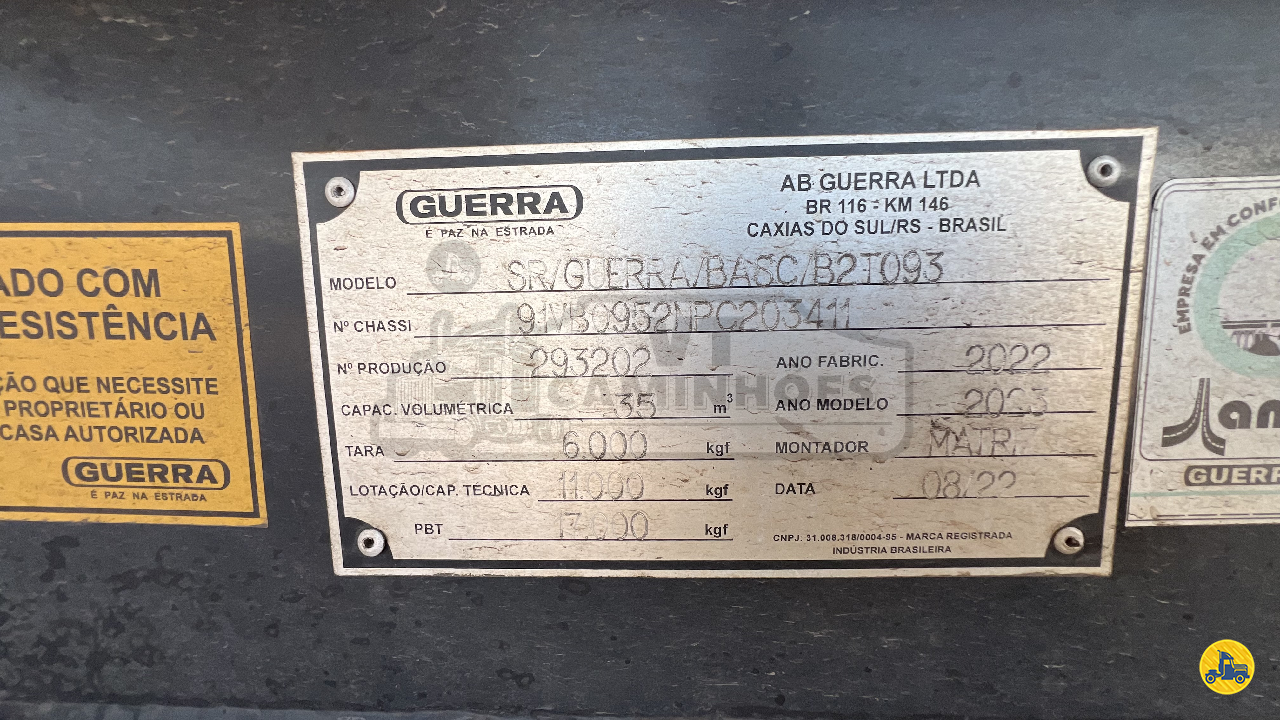 ADO COM
ESISTÊNCIA
ÇÃO QUE NECESSITE
PROPRIETÁRIO OU
CASA AUTORIZADA
GUERRA
É PAZ NA ESTRADA
GUERRA
É PAZ NA ESTRADA
AB GUERRA LTDA
BR 116 - KM 146
CAXIAS DO SUL/RS - BRASIL
MODELO SR/GUERRA/BASC/B2T093
Nº CHASSI
Nº PRODUÇÃO 293202 ANO FABRIC. 2022
CAPAC. VOLUMÉTRICA 35 m³ ANO MODELO
TARA 6.000 kgf MONTADOR
LOTAÇÃO/CAP. TÉCNICA 11.000 kgf DATA 08/22
PBT kgf
CNPJ. 31.008.318/0004-95 - MARCA REGISTRADA
INDÚSTRIA BRASILEIRA
VT
CAMINHÕES
EMPRESA EM CONF
GUERR